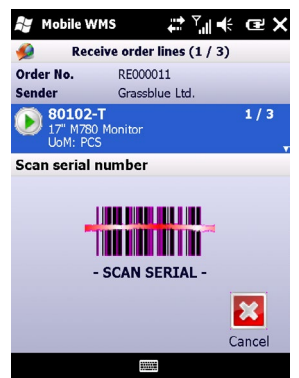 Mobile WMS
Receive order lines (1 / 3)
Order No. RE000011
Sender Grassblue Ltd.
80102-T 1 / 3
17" M780 Monitor
UoM: PCS
Scan serial number
- SCAN SERIAL -
Cancel